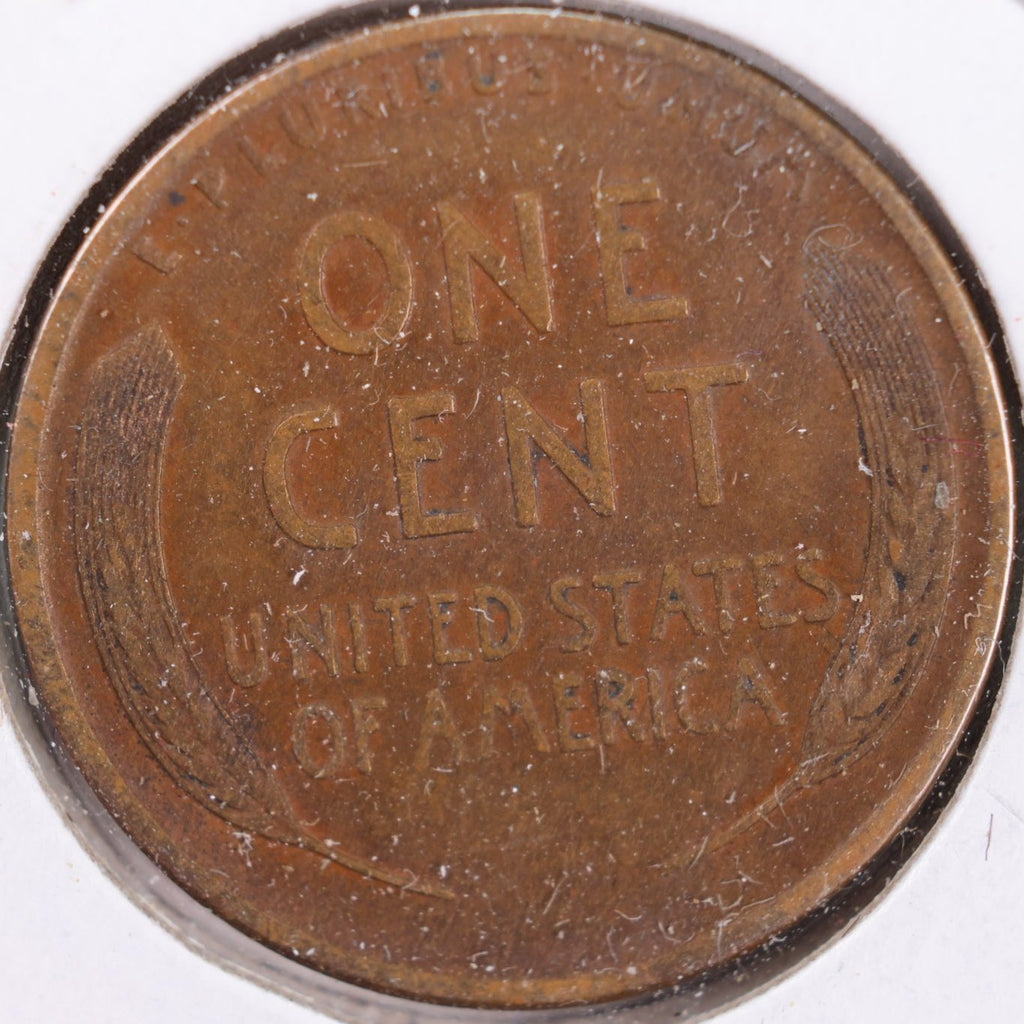 E · PLURIBUS · UNUM
ONE
CENT
UNITED STATES
OF AMERICA